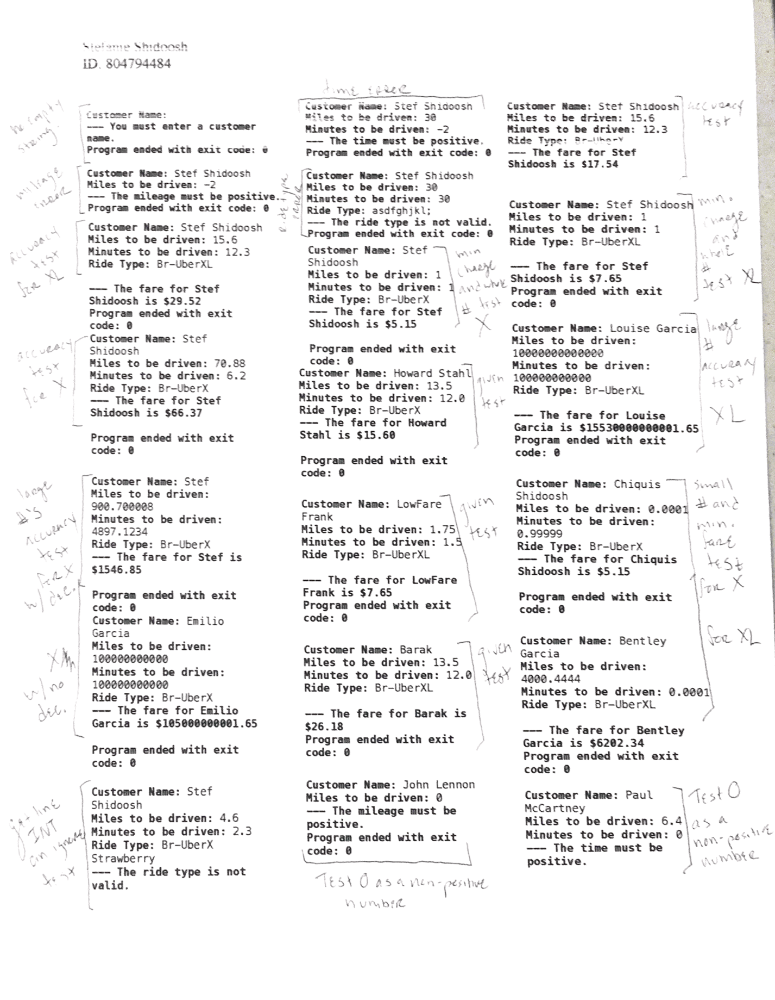 Stefanie Shidoosh
ID. 804794484
no empty
string.
Customer Name:
--- You must enter a customer
name.
Program ended with exit code: 0
mileage
error
Customer Name: Stef Shidoosh
Miles to be driven: -2
--- The mileage must be positive.
Program ended with exit code: 0
accuracy
test
for XL
Customer Name: Stef Shidoosh
Miles to be driven: 15.6
Minutes to be driven: 12.3
Ride Type: Br-UberXL
--- The fare for Stef
Shidoosh is $29.52
Program ended with exit
code: 0
accuracy
test
for X
Customer Name: Stef
Shidoosh
Miles to be driven: 70.88
Minutes to be driven: 6.2
Ride Type: Br-UberX
--- The fare for Stef
Shidoosh is $66.37
Program ended with exit
code: 0
large
#'s
accuracy
test
for X
w/ dec.
Customer Name: Stef
Miles to be driven:
900.700008
Minutes to be driven:
4897.1234
Ride Type: Br-UberX
--- The fare for Stef is
$1546.85
Program ended with exit
code: 0
X
w/ no
dec.
Customer Name: Emilio
Garcia
Miles to be driven:
100000000000
Minutes to be driven:
100000000000
Ride Type: Br-UberX
--- The fare for Emilio
Garcia is $105000000001.65
Program ended with exit
code: 0
getline
INT
ignore
test
Customer Name: Stef
Shidoosh
Miles to be driven: 4.6
Minutes to be driven: 2.3
Ride Type: Br-UberX
Strawberry
--- The ride type is not
valid.
time error
Customer Name: Stef Shidoosh
Miles to be driven: 30
Minutes to be driven: -2
--- The time must be positive.
Program ended with exit code: 0
Ride type
error
Customer Name: Stef Shidoosh
Miles to be driven: 30
Minutes to be driven: 30
Ride Type: asdfghjkl;
--- The ride type is not valid.
Program ended with exit code: 0
Customer Name: Stef
Shidoosh
Miles to be driven: 1
Minutes to be driven: 1
Ride Type: Br-UberX
--- The fare for Stef
Shidoosh is $5.15
min
charge
and whole
# test
X
Program ended with exit
code: 0
Customer Name: Howard Stahl
Miles to be driven: 13.5
Minutes to be driven: 12.0
Ride Type: Br-UberX
--- The fare for Howard
Stahl is $15.60
given
test
Program ended with exit
code: 0
Customer Name: LowFare
Frank
Miles to be driven: 1.75
Minutes to be driven: 1.5
Ride Type: Br-UberXL
given
test
--- The fare for LowFare
Frank is $7.65
Program ended with exit
code: 0
Customer Name: Barak
Miles to be driven: 13.5
Minutes to be driven: 12.0
Ride Type: Br-UberXL
given
test
--- The fare for Barak is
$26.18
Program ended with exit
code: 0
Customer Name: John Lennon
Miles to be driven: 0
--- The mileage must be
positive.
Program ended with exit
code: 0
Test 0 as a non-positive
number
Customer Name: Stef Shidoosh
Miles to be driven: 15.6
Minutes to be driven: 12.3
Ride Type: Br-UberX
--- The fare for Stef
Shidoosh is $17.54
accuracy
test
Customer Name: Stef Shidoosh
Miles to be driven: 1
Minutes to be driven: 1
Ride Type: Br-UberXL
--- The fare for Stef
Shidoosh is $7.65
Program ended with exit
code: 0
min.
charge
and
whole
#
test XL
Customer Name: Louise Garcia
Miles to be driven:
10000000000000
Minutes to be driven:
100000000000
Ride Type: Br-UberXL
--- The fare for Louise
Garcia is $15530000000001.65
Program ended with exit
code: 0
large
#
accuracy
test
XL
Customer Name: Chiquis
Shidoosh
Miles to be driven: 0.0001
Minutes to be driven:
0.99999
Ride Type: Br-UberX
--- The fare for Chiquis
Shidoosh is $5.15
small
# and
min.
fare
test
for X
Program ended with exit
code: 0
Customer Name: Bentley
Garcia
Miles to be driven:
4000.4444
Minutes to be driven: 0.0001
Ride Type: Br-UberXL
for XL
--- The fare for Bentley
Garcia is $6202.34
Program ended with exit
code: 0
Customer Name: Paul
McCartney
Miles to be driven: 6.4
Minutes to be driven: 0
--- The time must be
positive.
Test 0
as a
non-positive
number